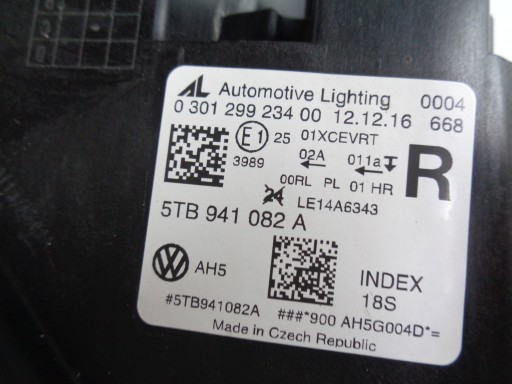 AL Automotive Lighting 0004
0 301 299 234 00 12.12.16 668
E1 25 01XCEVRT
3989 02A 011a R
00RL PL 01 HR
24 LE14A6343
5TB 941 082 A
VW AH5 INDEX
18S
#5TB941082A ###*900 AH5G004D*=
Made in Czech Republic